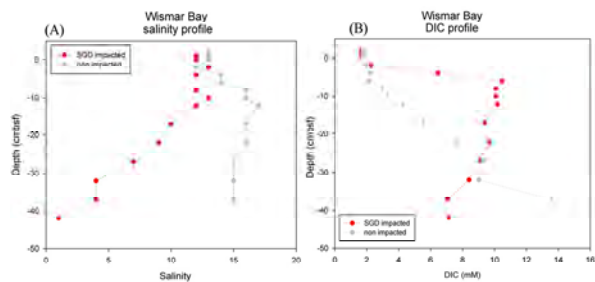 (A)
Wismar Bay
salinity profile
SGD impacted
non impacted
Depth (cmbsf)
0
-10
-20
-30
-40
-50
0 5 10 15 20
Salinity
(B)
Wismar Bay
DIC profile
Depth (cmbsf)
0
-10
-20
-30
-40
-50
SGD impacted
non impacted
0 2 4 6 8 10 12 14 16
DIC (mM)